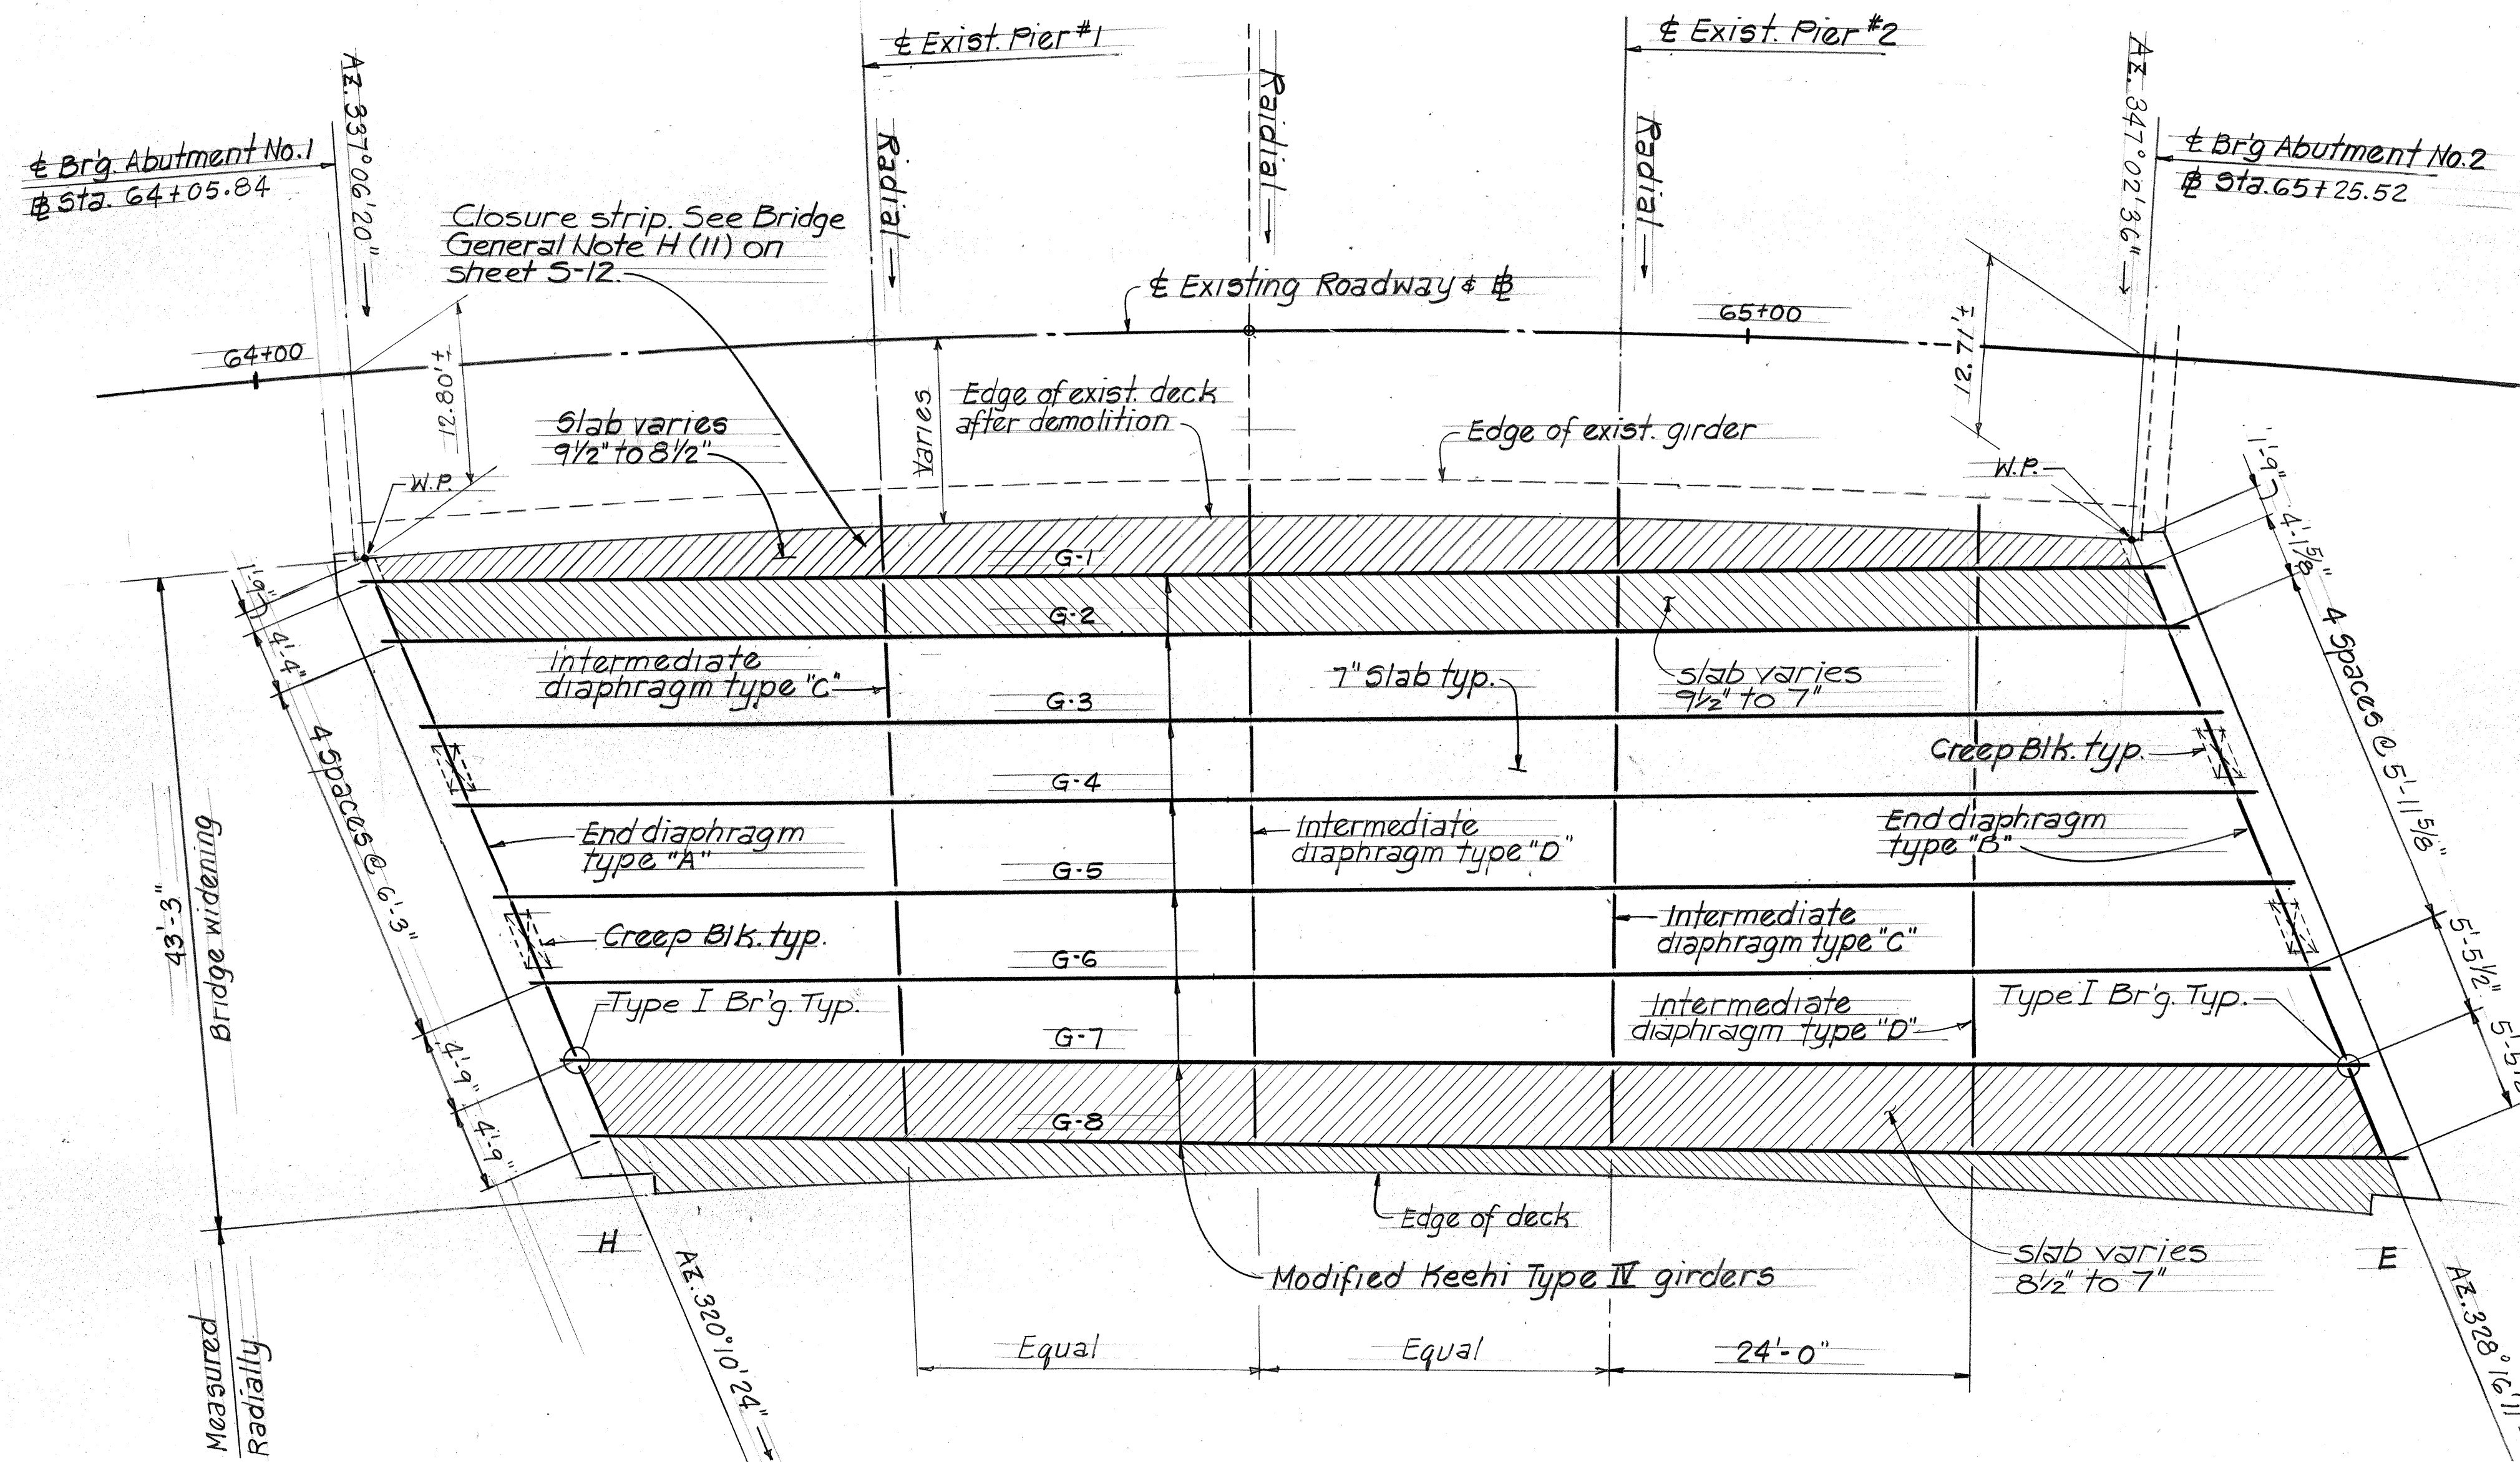 ℄ Exist. Pier #1
℄ Exist. Pier #2
AZ. 337°06'20"
Radial
Raidial
Radial
AZ. 347°02'36"
℄ Br'g. Abutment No.1
Sta. 64+05.84
℄ Br'g Abutment No.2
Sta. 65+25.52
Closure strip. See Bridge
General Note H (11) on
sheet S-12.
℄ Existing Roadway &
64+00
65+00
12.80'±
12.71'±
Varies
Edge of exist. deck
after demolition
Slab varies
9½" to 8½"
Edge of exist. girder
W.P.
W.P.
1'-9"
4'-4"
4 Spaces @ 6'-3"
4'-9"
4'-9"
1'-9"
4'-1⅝"
4 Spaces @ 5'-11⅝"
5'-5½"
G-1
G-2
Intermediate
diaphragm type "C"
G-3
7" Slab typ.
slab varies
9½" to 7"
G-4
Creep Blk. typ.
End diaphragm
type "A"
G-5
Intermediate
diaphragm type "D"
End diaphragm
type "B"
Creep Blk. typ.
G-6
Intermediate
diaphragm type "C"
Type I Br'g. Typ.
G-7
Intermediate
diaphragm type "D"
Type I Br'g. Typ.
G-8
43'-3"
Bridge widening
Measured
Radially
H
Edge of deck
E
AZ. 320°10'24"
Modified Keehi Type IV girders
slab varies
8½" to 7"
AZ. 328°16'
Equal
Equal
24'-0"